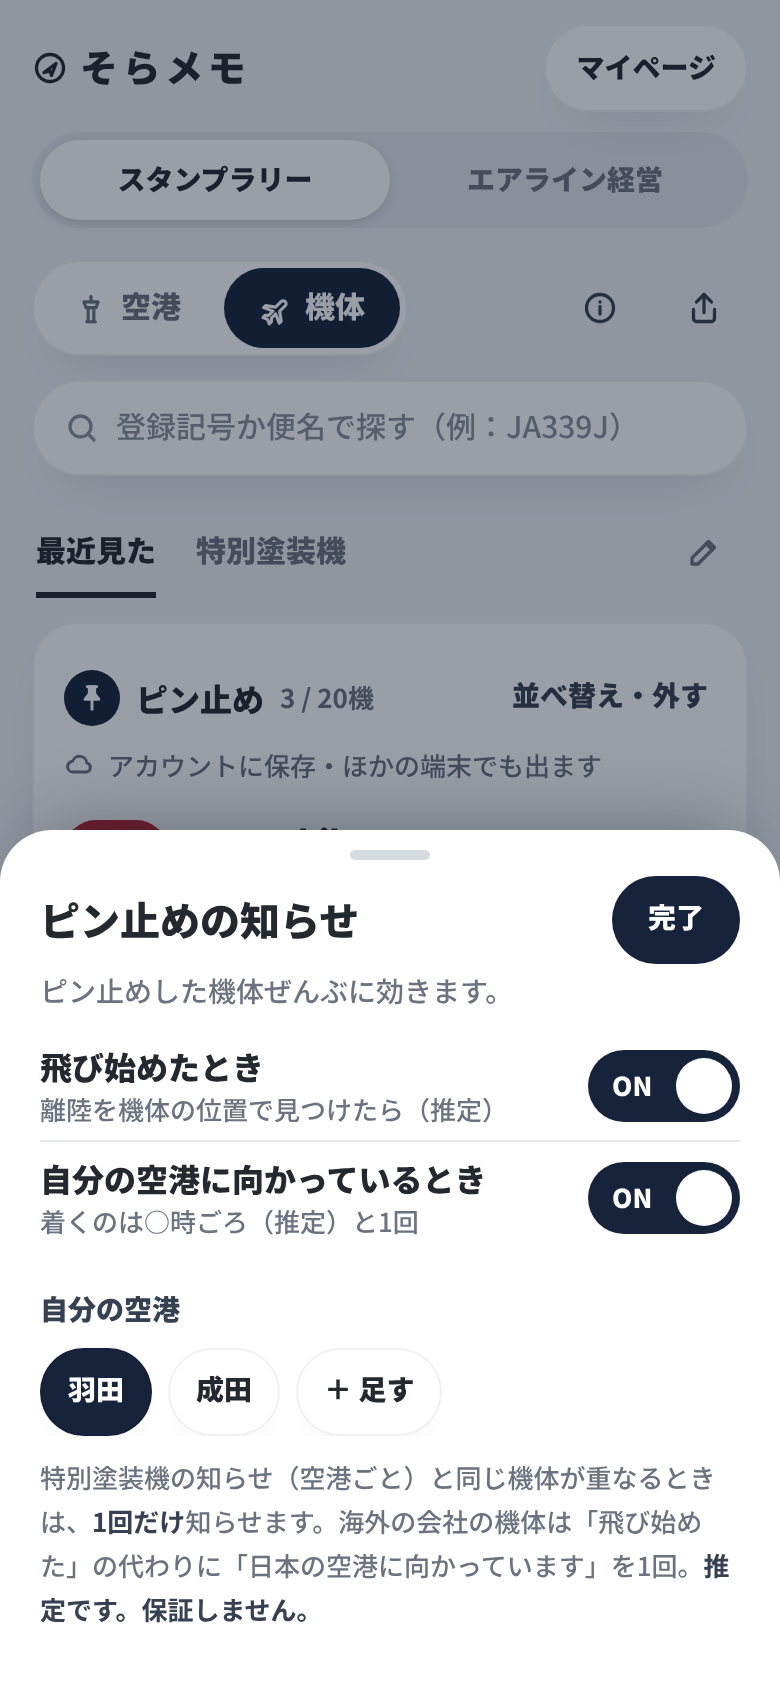 そらメモ
マイページ
スタンプラリー
エアライン経営
空港
機体
登録記号か便名で探す（例：JA339J）
最近見た
特別塗装機
ピン止め 3 / 20機
並べ替え・外す
アカウントに保存・ほかの端末でも出ます
ピン止めの知らせ
完了
ピン止めした機体ぜんぶに効きます。
飛び始めたとき
ON
離陸を機体の位置で見つけたら（推定）
自分の空港に向かっているとき
ON
着くのは〇時ごろ（推定）と1回
自分の空港
羽田
成田
＋ 足す
特別塗装機の知らせ（空港ごと）と同じ機体が重なるとき
は、1回だけ知らせます。海外の会社の機体は「飛び始め
た」の代わりに「日本の空港に向かっています」を1回。推
定です。保証しません。